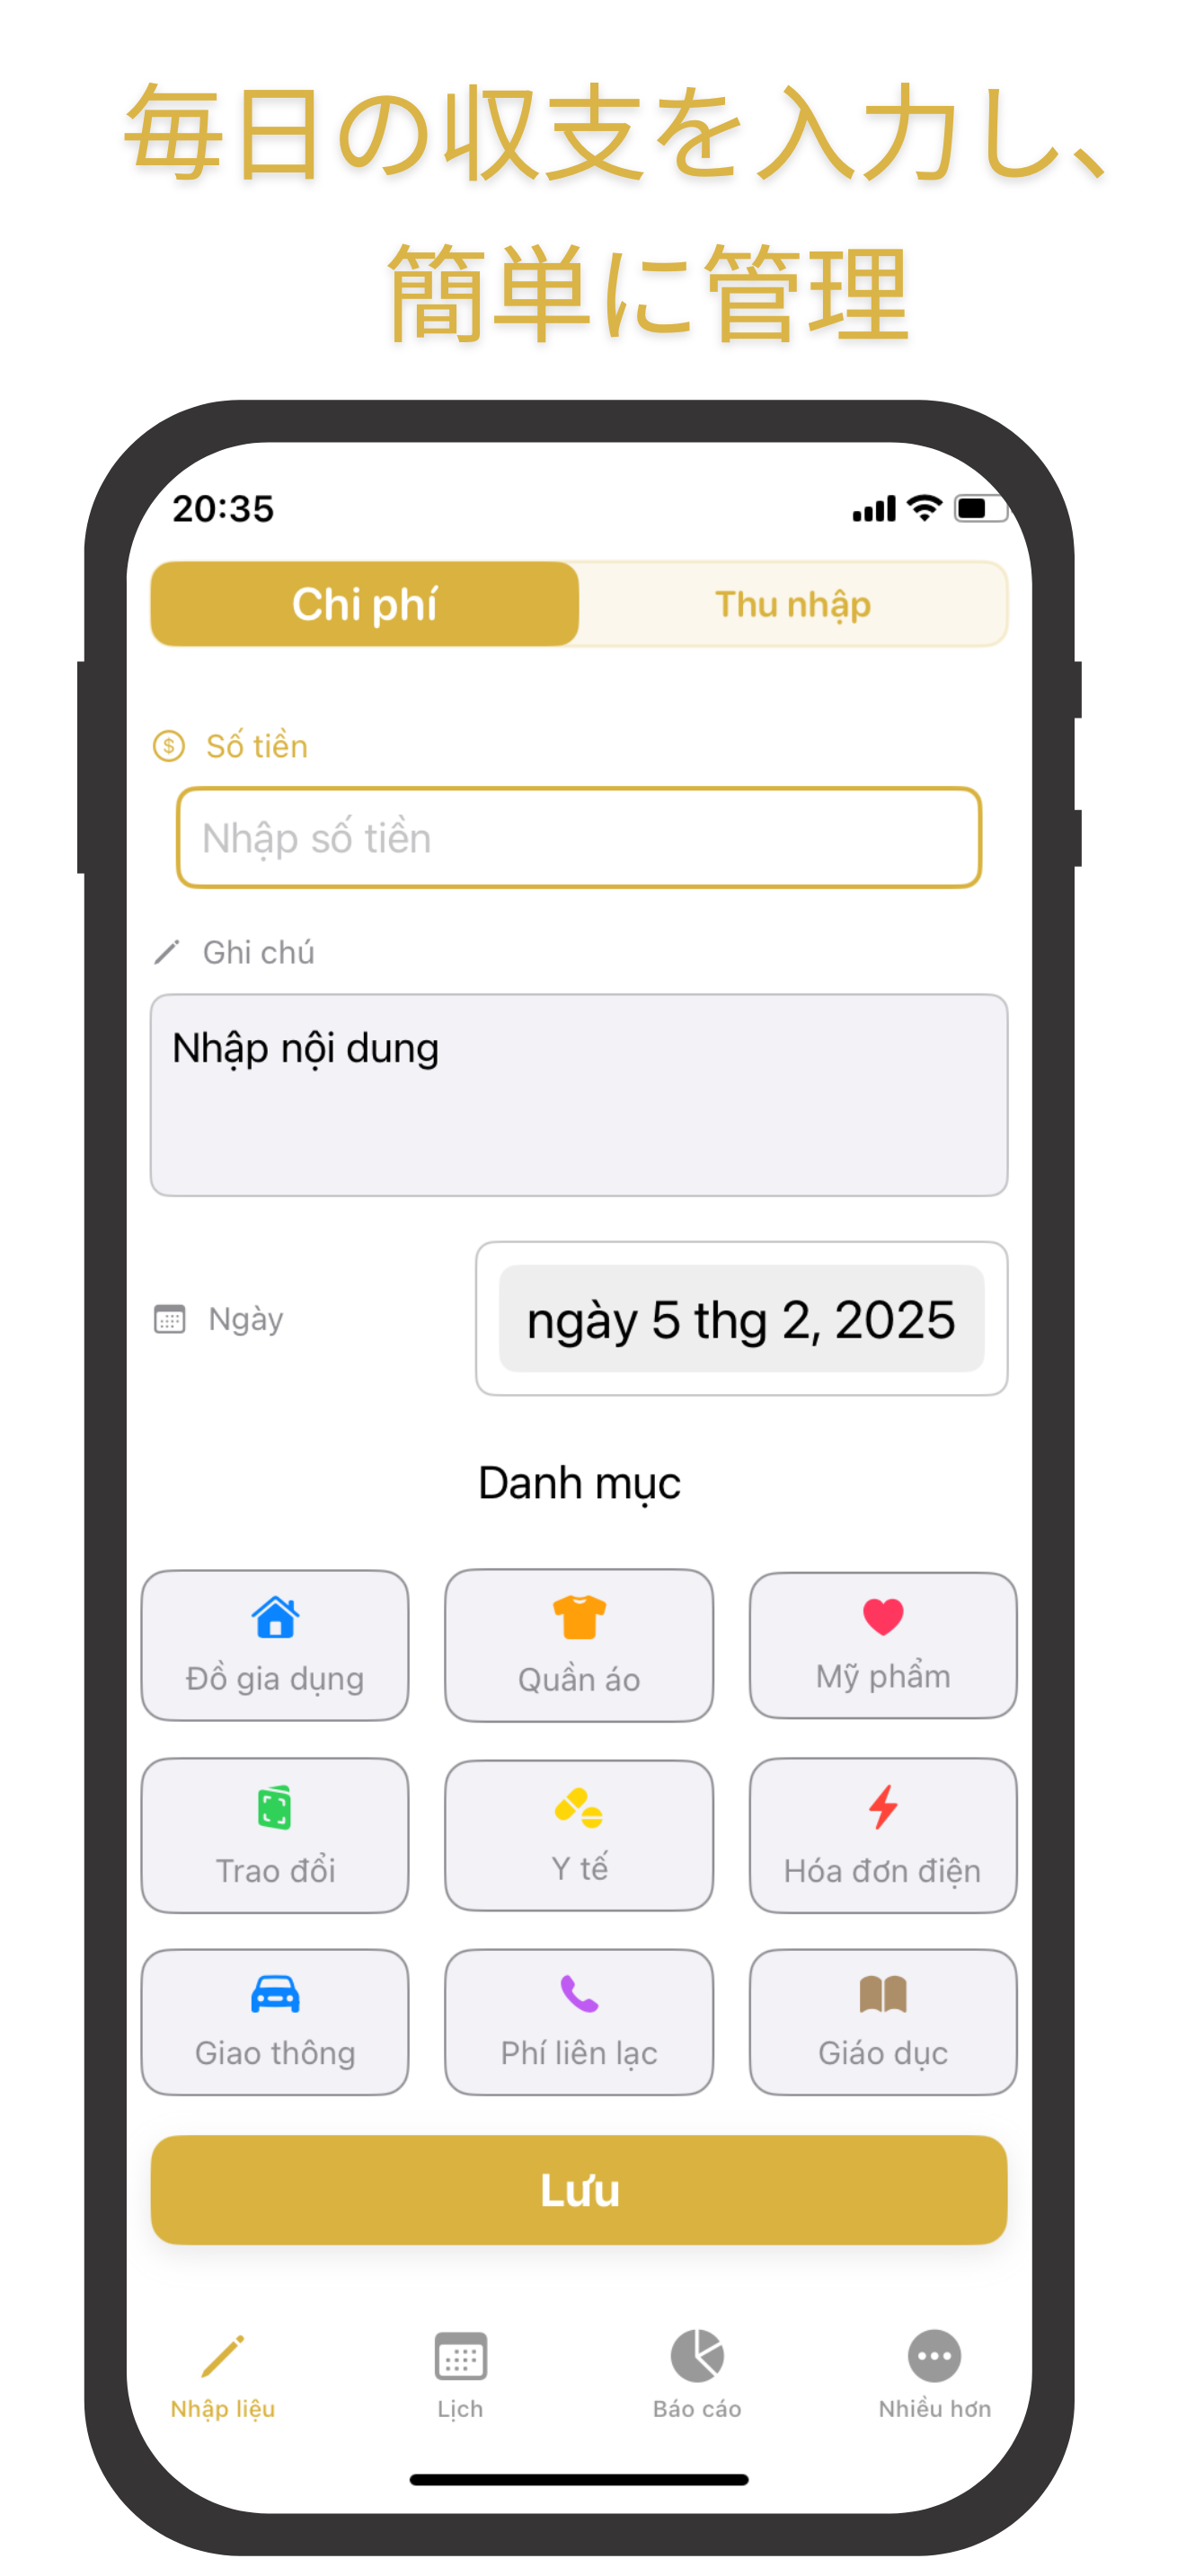 毎日の収支を入力し、
簡単に管理
20:35
Chi phí
Thu nhập
$ Số tiền
Nhập số tiền
Ghi chú
Nhập nội dung
Ngày
ngày 5 thg 2, 2025
Danh mục
Đồ gia dụng
Quần áo
Mỹ phẩm
Trao đổi
Y tế
Hóa đơn điện
Giao thông
Phí liên lạc
Giáo dục
Lưu
Nhập liệu
Lịch
Báo cáo
Nhiều hơn